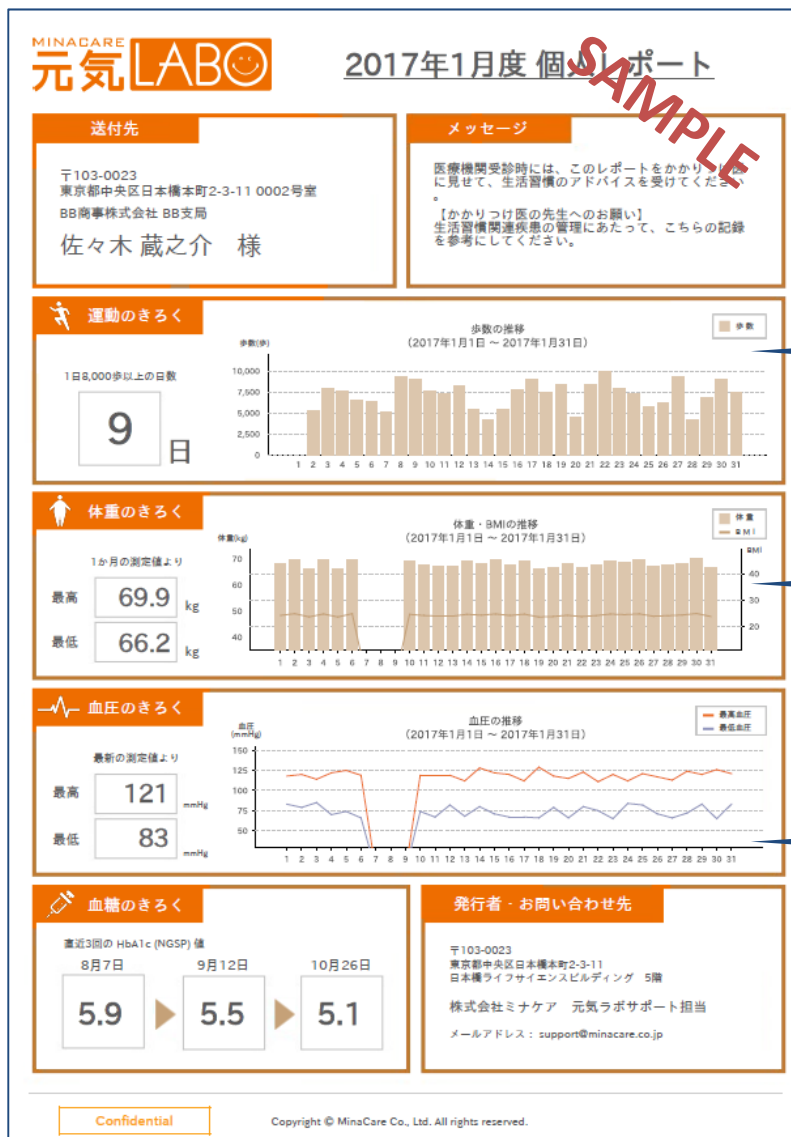 MINACARE
元気LABO
2017年1月度 個人レポート
SAMPLE
送付先
〒103-0023
東京都中央区日本橋本町2-3-11 0002号室
BB商事株式会社 BB支局
佐々木 蔵之介 様
メッセージ
医療機関受診時には、このレポートをかかりつけ医
に見せて、生活習慣のアドバイスを受けてください
。
【かかりつけ医の先生へのお願い】
生活習慣関連疾患の管理にあたって、こちらの記録
を参考にしてください。
運動のきろく
1日8,000歩以上の日数
9 日
歩数の推移
(2017年1月1日 ～ 2017年1月31日)
歩数(歩)
歩数
10,000
7,500
5,000
2,500
0
1 2 3 4 5 6 7 8 9 10 11 12 13 14 15 16 17 18 19 20 21 22 23 24 25 26 27 28 29 30 31
体重のきろく
1か月の測定値より
最高 69.9 kg
最低 66.2 kg
体重・BMIの推移
(2017年1月1日 ～ 2017年1月31日)
体重(kg)
体重
BMI
BMI
70
60
50
40
40
30
20
1 2 3 4 5 6 7 8 9 10 11 12 13 14 15 16 17 18 19 20 21 22 23 24 25 26 27 28 29 30 31
血圧のきろく
最新の測定値より
最高 121 mmHg
最低 83 mmHg
血圧の推移
(2017年1月1日 ～ 2017年1月31日)
血圧
(mmHg)
最高血圧
最低血圧
150
125
100
75
50
1 2 3 4 5 6 7 8 9 10 11 12 13 14 15 16 17 18 19 20 21 22 23 24 25 26 27 28 29 30 31
血糖のきろく
直近3回の HbA1c (NGSP) 値
8月7日 9月12日 10月26日
5.9 5.5 5.1
発行者・お問い合わせ先
〒103-0023
東京都中央区日本橋本町2-3-11
日本橋ライフサイエンスビルディング 5階
株式会社ミナケア 元気ラボサポート担当
メールアドレス： support@minacare.co.jp
Confidential
Copyright © MinaCare Co., Ltd. All rights reserved.